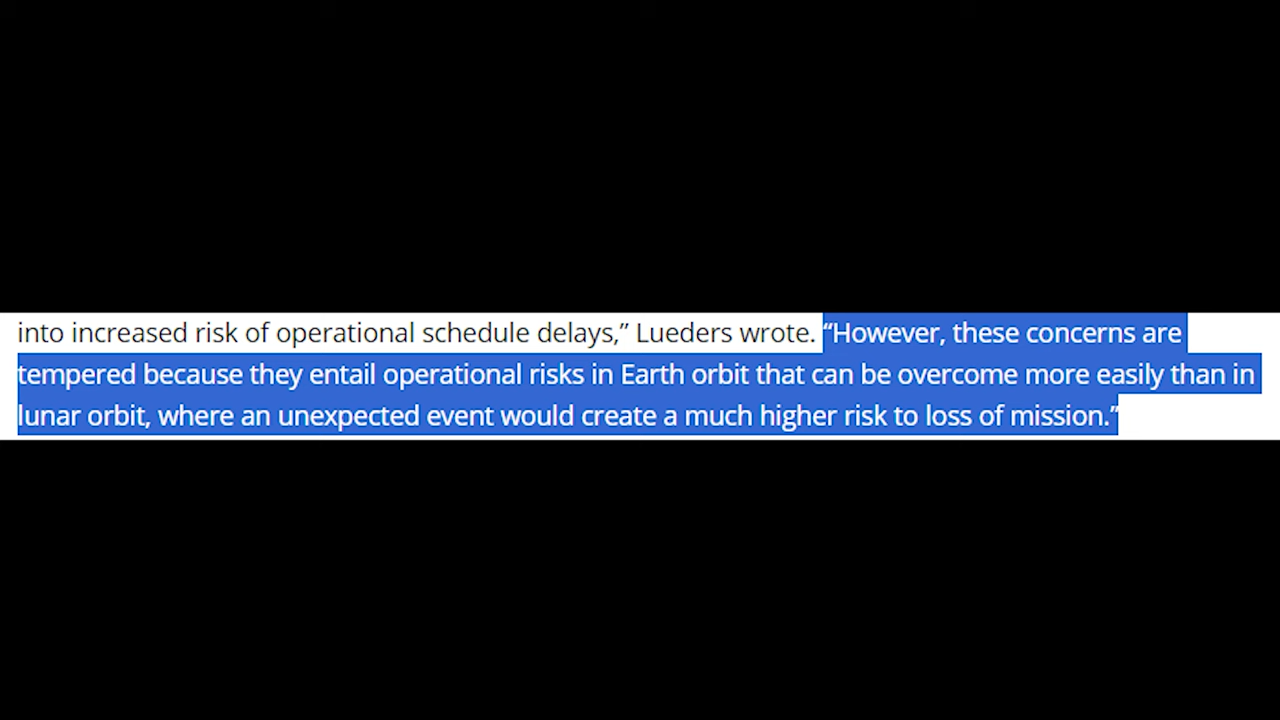 into increased risk of operational schedule delays,” Lueders wrote. “However, these concerns are
tempered because they entail operational risks in Earth orbit that can be overcome more easily than in
lunar orbit, where an unexpected event would create a much higher risk to loss of mission.”